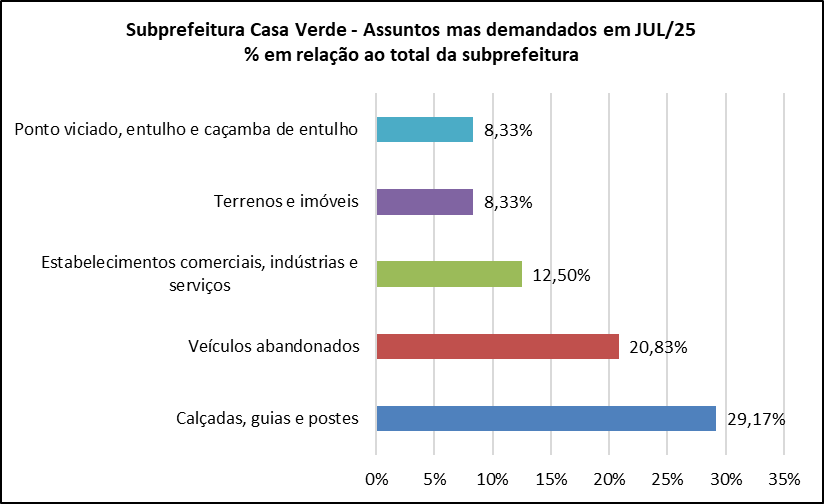 Subprefeitura Casa Verde - Assuntos mas demandados em JUL/25
% em relação ao total da subprefeitura
Ponto viciado, entulho e caçamba de entulho
8,33%
Terrenos e imóveis
8,33%
Estabelecimentos comerciais, indústrias e
serviços
12,50%
Veículos abandonados
20,83%
Calçadas, guias e postes
29,17%
0% 5% 10% 15% 20% 25% 30% 35%